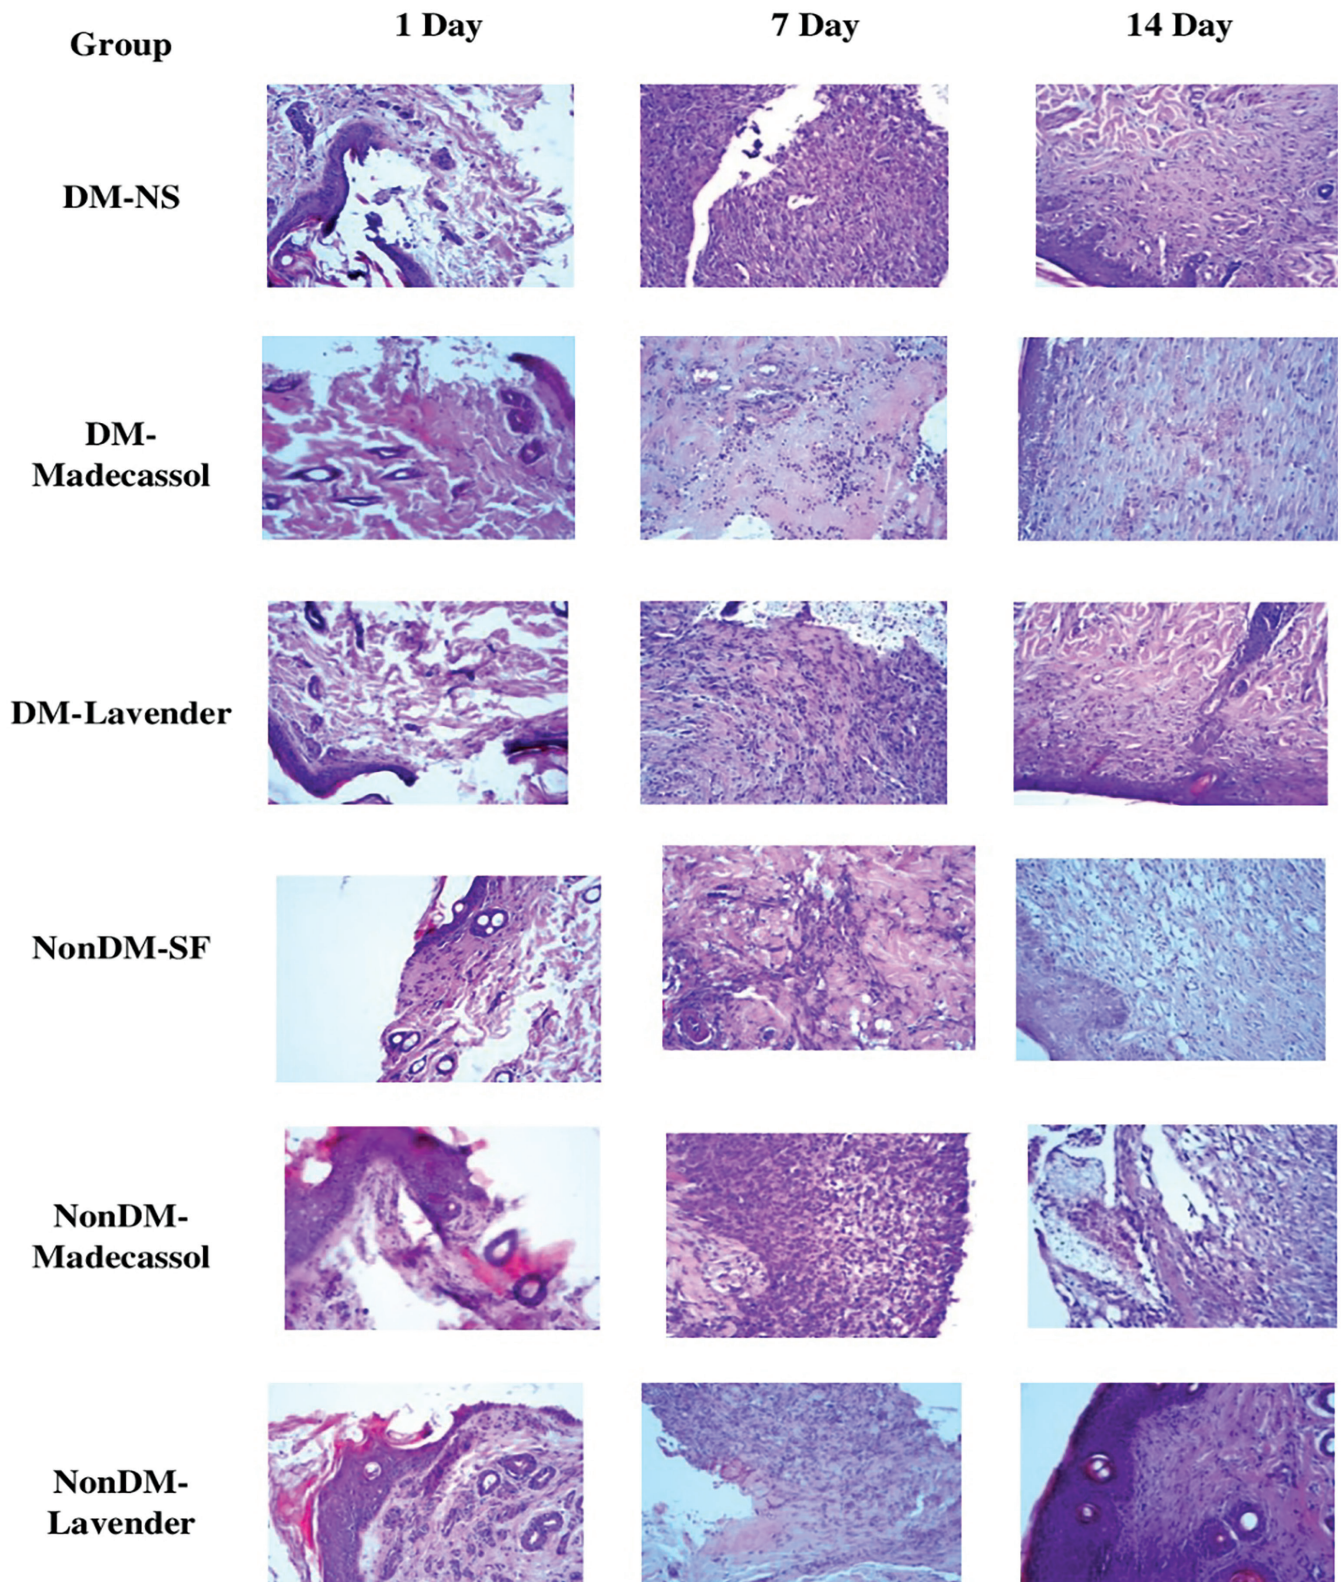 Group
1 Day
7 Day
14 Day
DM-NS
DM-
Madecassol
DM-Lavender
NonDM-SF
NonDM-
Madecassol
NonDM-
Lavender